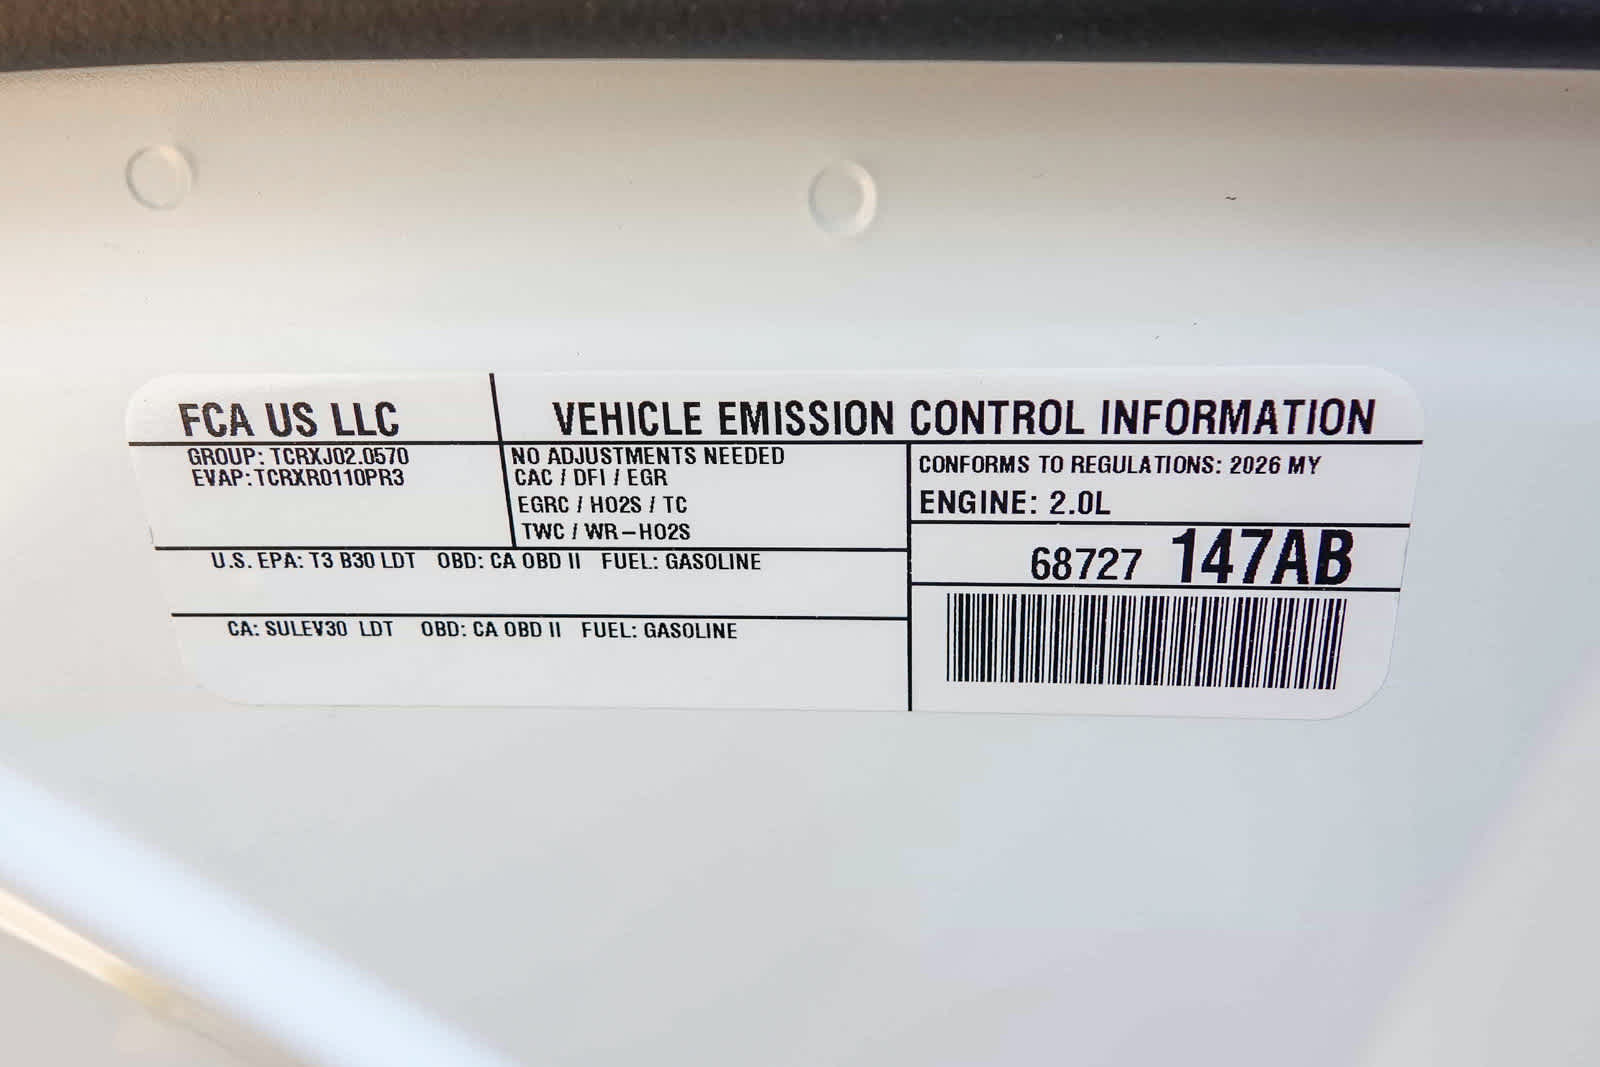 FCA US LLC
VEHICLE EMISSION CONTROL INFORMATION
GROUP: TCRXJ02.0570
EVAP: TCRXR0110PR3
NO ADJUSTMENTS NEEDED
CAC / DFI / EGR
EGRC / HO2S / TC
TWC / WR-HO2S
CONFORMS TO REGULATIONS: 2026 MY
ENGINE: 2.0L
68727 147AB
U.S. EPA: T3 B30 LDT OBD: CA OBD II FUEL: GASOLINE
CA: SULEV30 LDT OBD: CA OBD II FUEL: GASOLINE